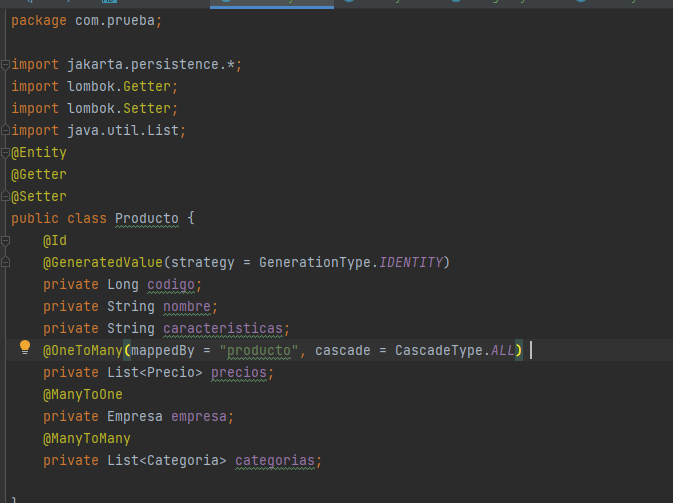 package com.prueba;
import jakarta.persistence.*;
import lombok.Getter;
import lombok.Setter;
import java.util.List;
@Entity
@Getter
@Setter
public class Producto {
@Id
@GeneratedValue(strategy = GenerationType.IDENTITY)
private Long codigo;
private String nombre;
private String caracteristicas;
@OneToMany(mappedBy = "producto", cascade = CascadeType.ALL)
private List<Precio> precios;
@ManyToOne
private Empresa empresa;
@ManyToMany
private List<Categoria> categorias;
}